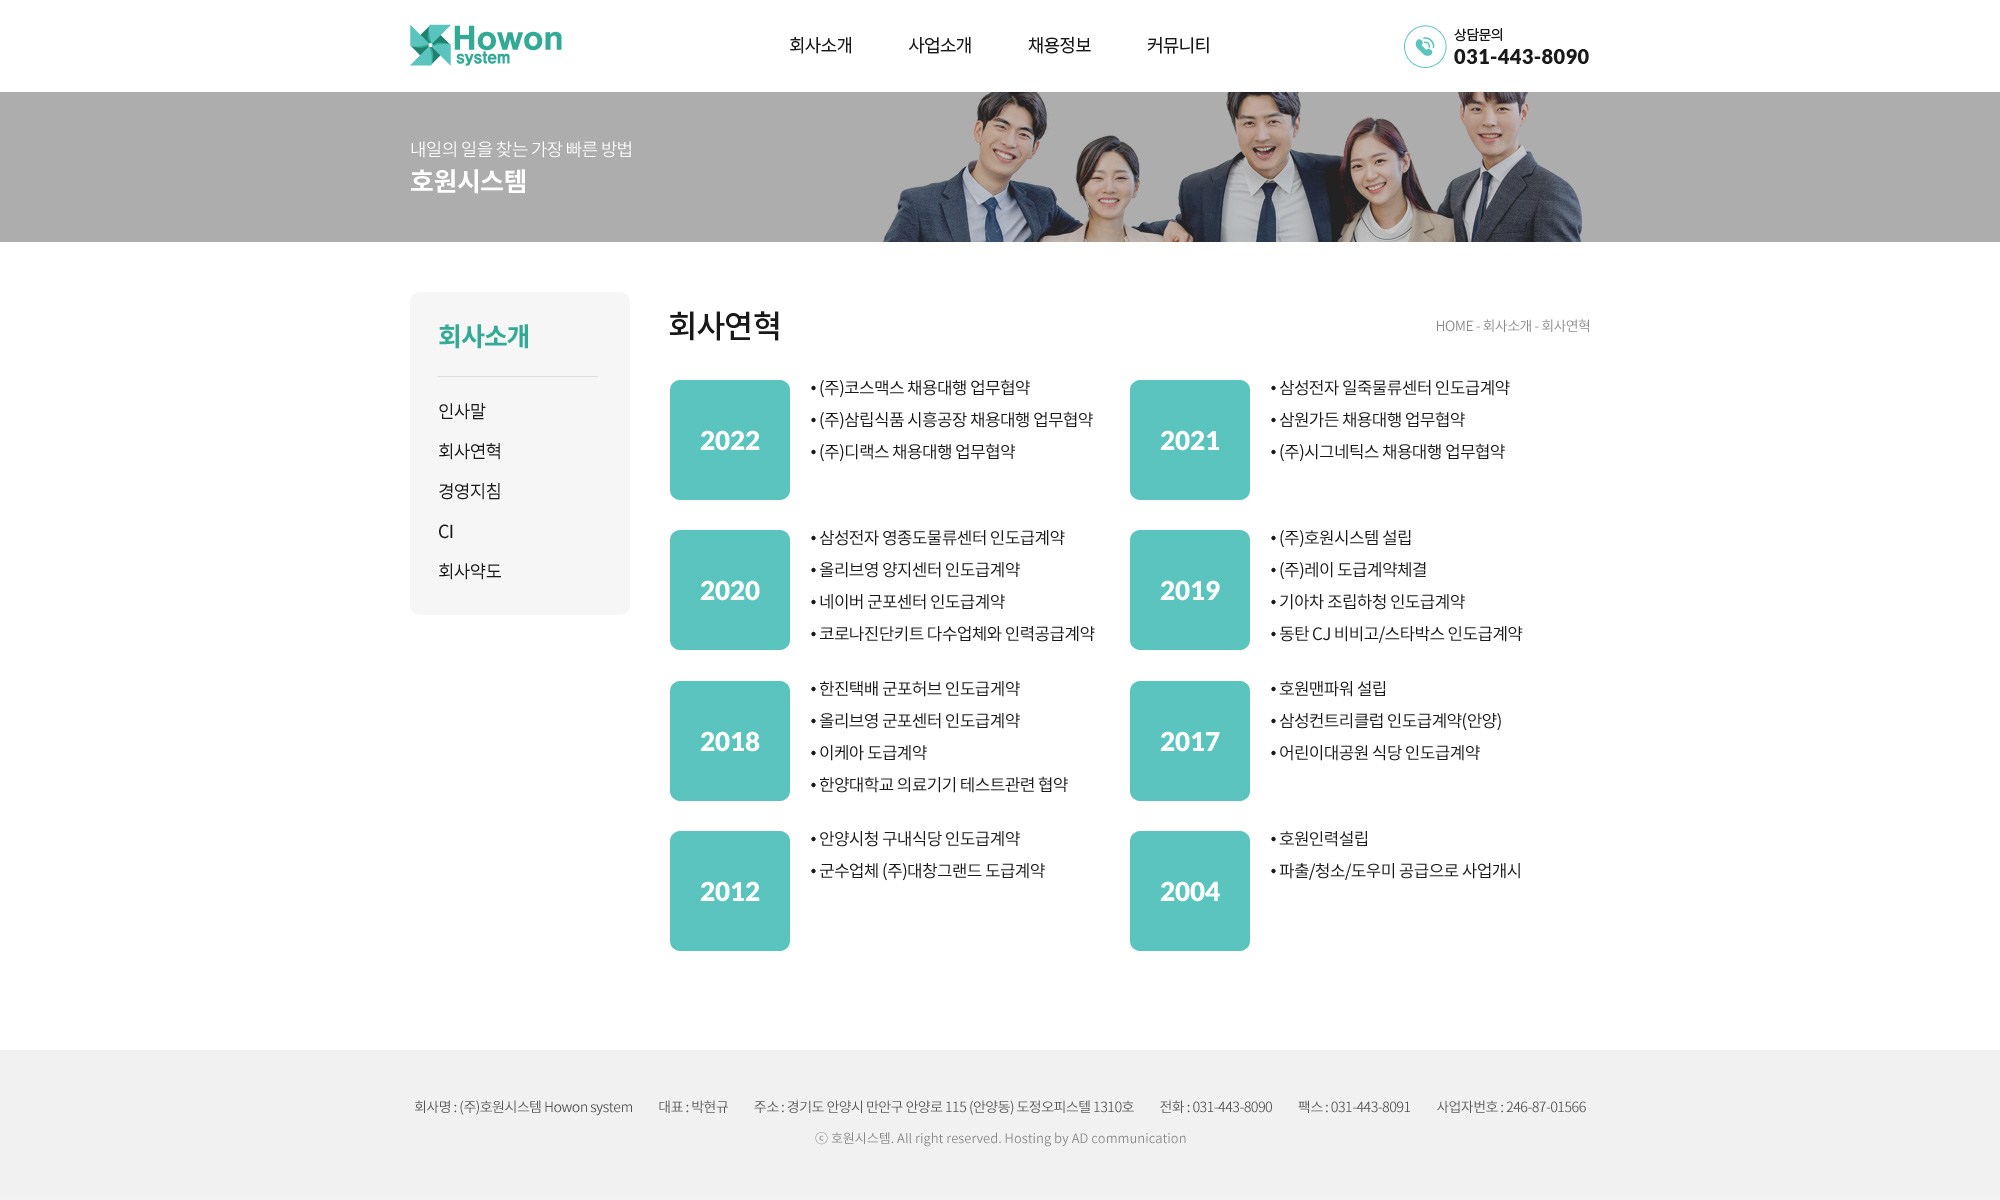 Howon
system
회사소개
사업소개
채용정보
커뮤니티
상담문의
031-443-8090
내일의 일을 찾는 가장 빠른 방법
호원시스템
회사소개
인사말
회사연혁
경영지침
CI
회사약도
회사연혁
HOME - 회사소개 - 회사연혁
2022
• (주)코스맥스 채용대행 업무협약
• (주)삼립식품 시흥공장 채용대행 업무협약
• (주)디랙스 채용대행 업무협약
2021
• 삼성전자 일죽물류센터 인도급계약
• 삼원가든 채용대행 업무협약
• (주)시그네틱스 채용대행 업무협약
2020
• 삼성전자 영종도물류센터 인도급계약
• 올리브영 양지센터 인도급계약
• 네이버 군포센터 인도급계약
• 코로나진단키트 다수업체와 인력공급계약
2019
• (주)호원시스템 설립
• (주)레이 도급계약체결
• 기아차 조립하청 인도급계약
• 동탄 CJ 비비고/스타박스 인도급계약
2018
• 한진택배 군포허브 인도급게약
• 올리브영 군포센터 인도급계약
• 이케아 도급계약
• 한양대학교 의료기기 테스트관련 협약
2017
• 호원맨파워 설립
• 삼성컨트리클럽 인도급계약(안양)
• 어린이대공원 식당 인도급계약
2012
• 안양시청 구내식당 인도급계약
• 군수업체 (주)대창그랜드 도급계약
2004
• 호원인력설립
• 파출/청소/도우미 공급으로 사업개시
회사명 : (주)호원시스템 Howon system 대표 : 박현규 주소 : 경기도 안양시 만안구 안양로 115 (안양동) 도정오피스텔 1310호 전화 : 031-443-8090 팩스 : 031-443-8091 사업자번호 : 246-87-01566
ⓒ 호원시스템. All right reserved. Hosting by AD communication